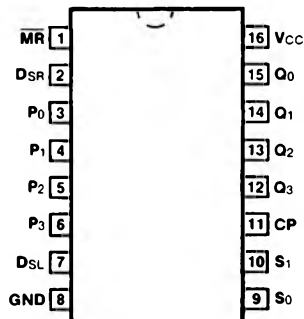 MR 1 16 VCC
DSR 2 15 Q0
P0 3 14 Q1
P1 4 13 Q2
P2 5 12 Q3
P3 6 11 CP
DSL 7 10 S1
GND 8 9 S0